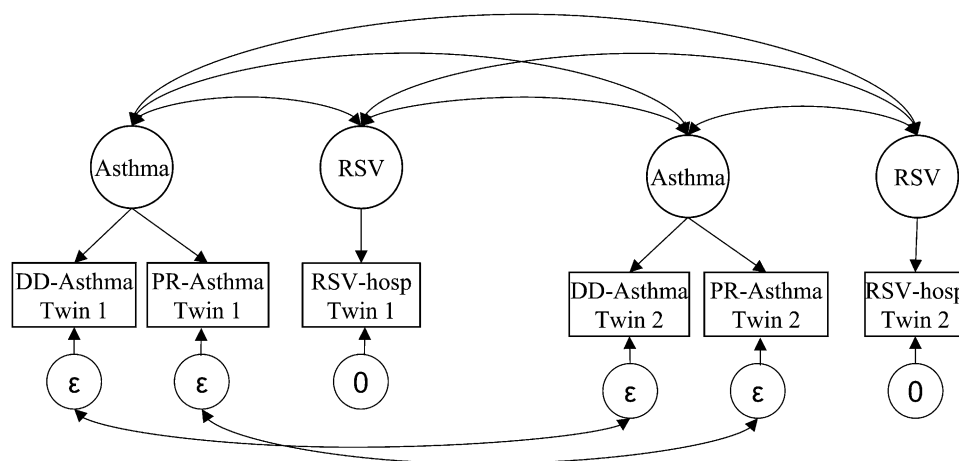 Asthma
RSV
Asthma
RSV
DD-Asthma
Twin 1
PR-Asthma
Twin 1
RSV-hosp
Twin 1
DD-Asthma
Twin 2
PR-Asthma
Twin 2
RSV-hosp
Twin 2
ε
ε
0
ε
ε
0